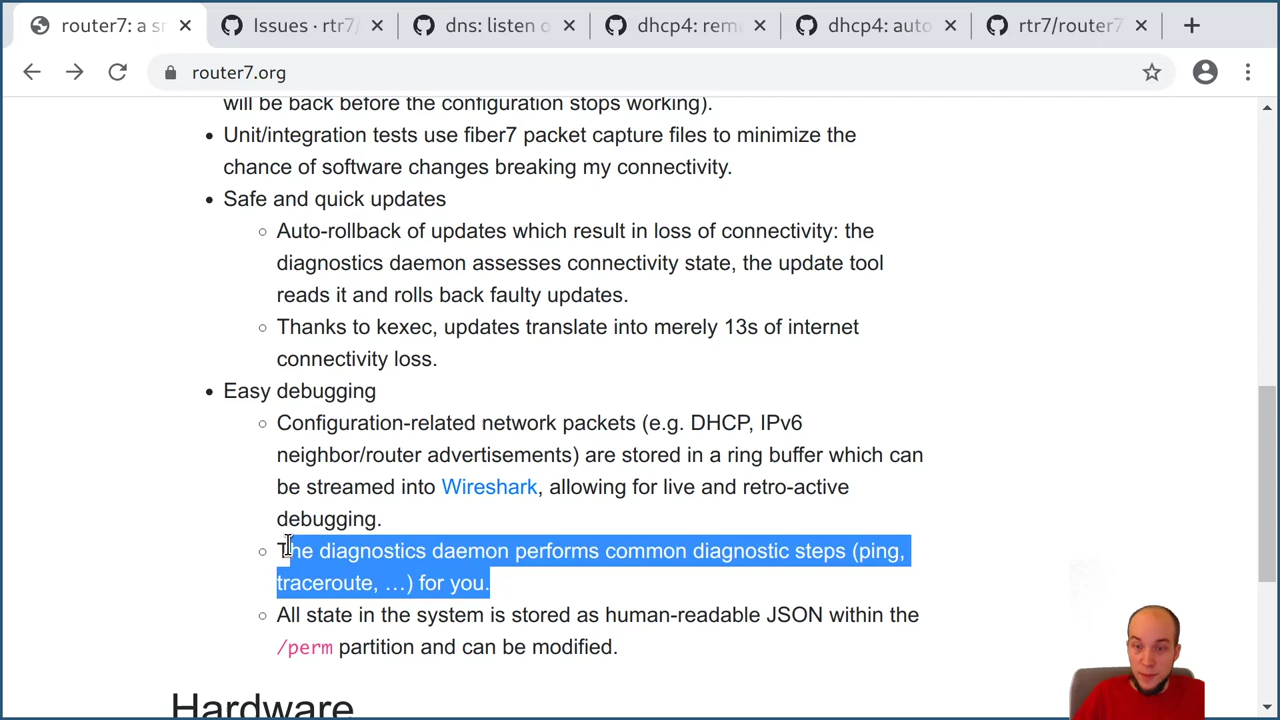 router7: a sr
Issues · rtr7/
dns: listen o
dhcp4: rem
dhcp4: auto
rtr7/router7
router7.org
will be back before the configuration stops working).
• Unit/integration tests use fiber7 packet capture files to minimize the
chance of software changes breaking my connectivity.
• Safe and quick updates
○ Auto-rollback of updates which result in loss of connectivity: the
diagnostics daemon assesses connectivity state, the update tool
reads it and rolls back faulty updates.
○ Thanks to kexec, updates translate into merely 13s of internet
connectivity loss.
• Easy debugging
○ Configuration-related network packets (e.g. DHCP, IPv6
neighbor/router advertisements) are stored in a ring buffer which can
be streamed into Wireshark, allowing for live and retro-active
debugging.
○ The diagnostics daemon performs common diagnostic steps (ping,
traceroute, …) for you.
○ All state in the system is stored as human-readable JSON within the
/perm partition and can be modified.
Hardware